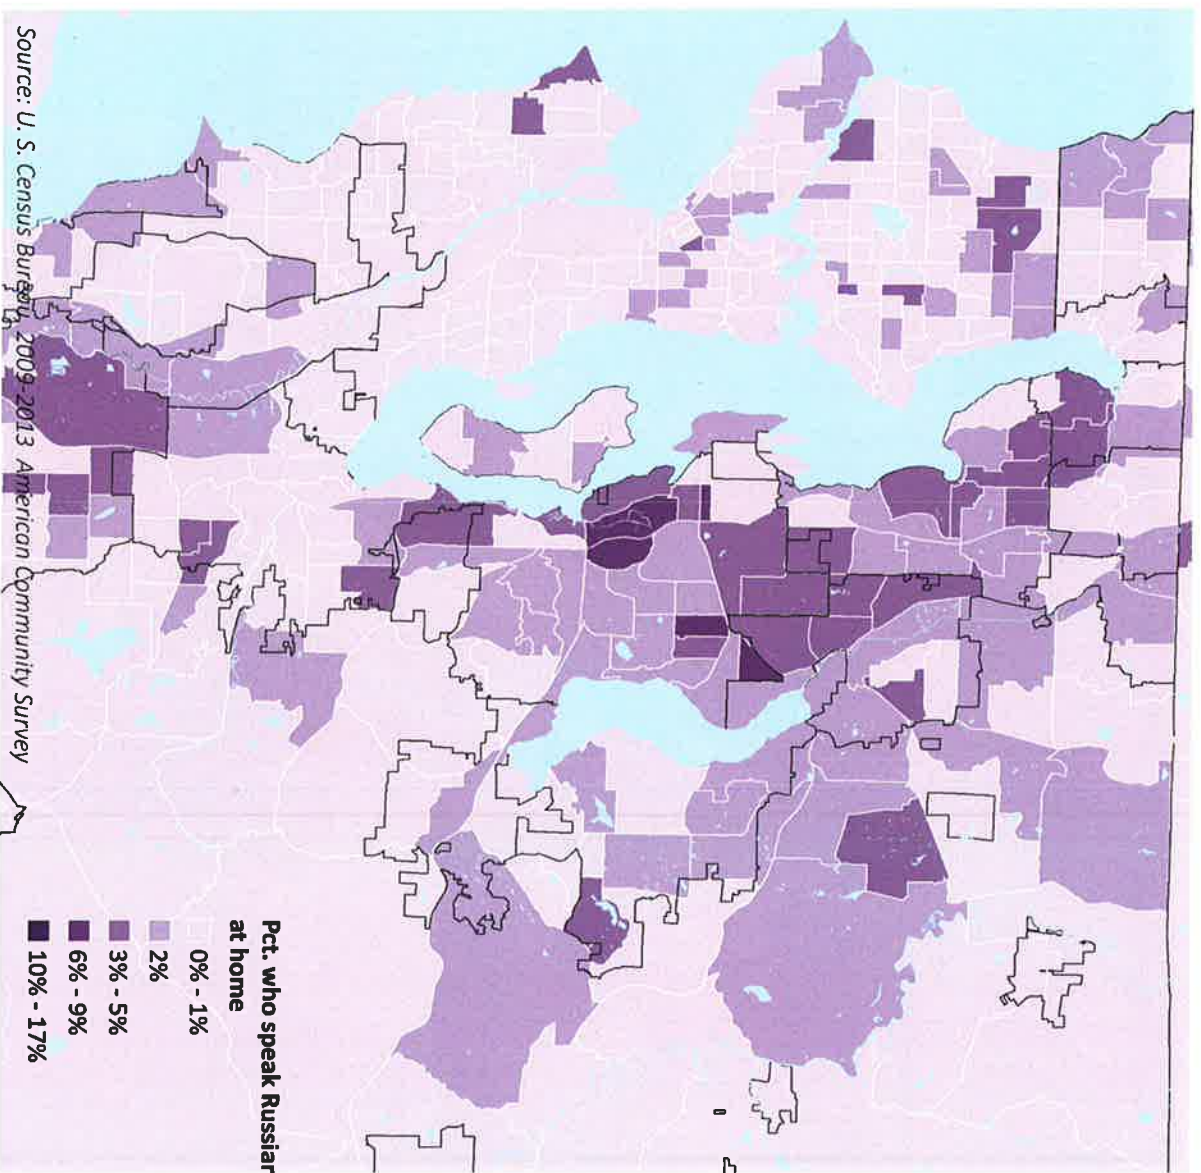 Pct. who speak Russian
at home
0% - 1%
2%
3% - 5%
6% - 9%
10% - 17%
Source: U. S. Census Bureau, 2009-2013 American Community Survey